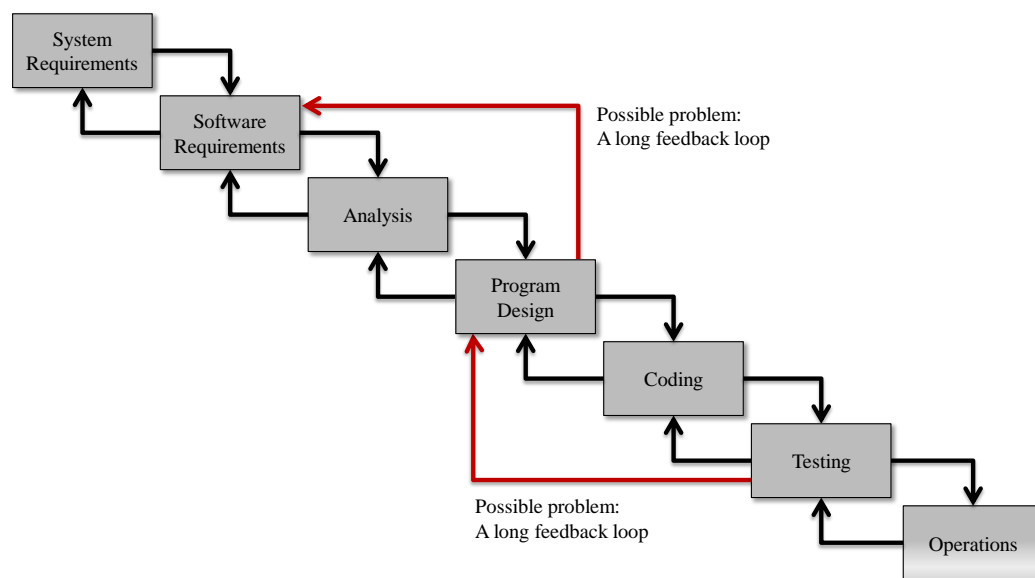 System
Requirements
Software
Requirements
Possible problem:
A long feedback loop
Analysis
Program
Design
Coding
Testing
Possible problem:
A long feedback loop
Operations